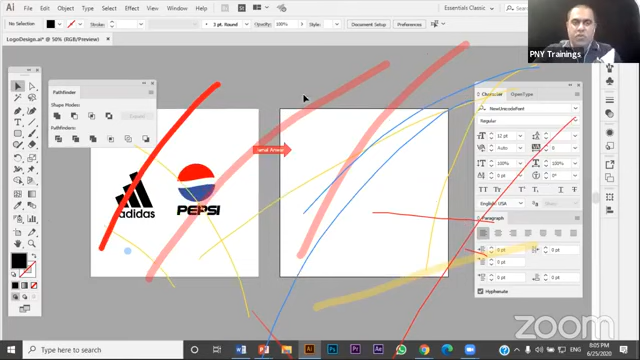 Ai File Edit Object Type Select Effect View Window Help
Essentials Classic
No Selection
Stroke:
3 pt. Round
Opacity: 100%
Style:
Document Setup
Preferences
LogoDesign.ai* @ 50% (RGB/Preview)
PNY Trainings
Pathfinder
Shape Modes:
Expand
Pathfinders:
adidas
PEPSI
Character
OpenType
Regular
12 pt
Auto
0
100%
100%
0 pt
0°
English: USA
Paragraph
0 pt
0 pt
0 pt
0 pt
0 pt
Hyphenate
zoom
Type here to search
ENG
8:05 PM
6/25/2020